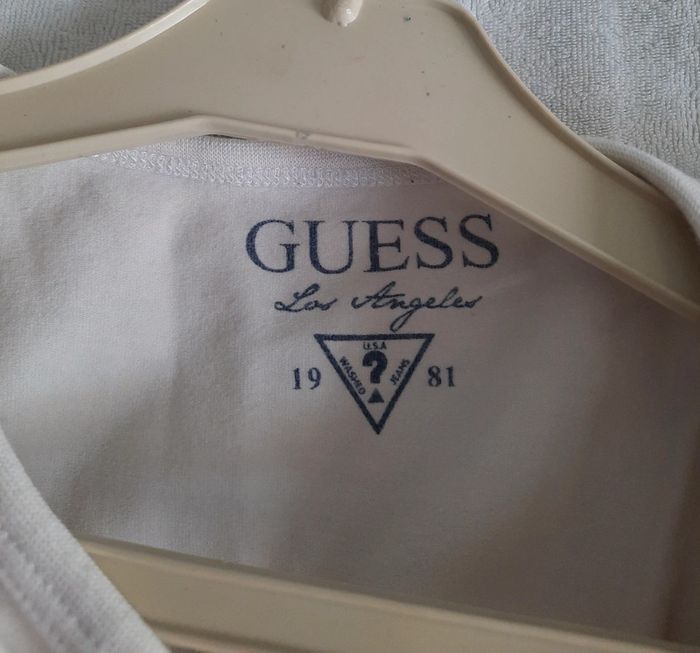 GUESS
Los Angeles
19 81
U.S.A
?
WASHED JEANS